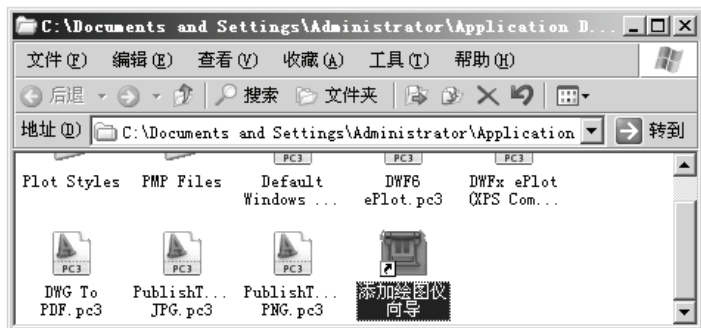 C:\Documents and Settings\Administrator\Application D...
文件(F) 编辑(E) 查看(V) 收藏(A) 工具(T) 帮助(H)
后退 搜索 文件夹
地址(D) C:\Documents and Settings\Administrator\Application 转到
PC3 PC3 PC3
Plot Styles PMP Files Default DWF6 DWFx ePlot
Windows ... ePlot.pc3 (XPS Com...
PC3 PC3 PC3
DWG To PublishT... PublishT... 添加绘图仪
PDF.pc3 JPG.pc3 PNG.pc3 向导